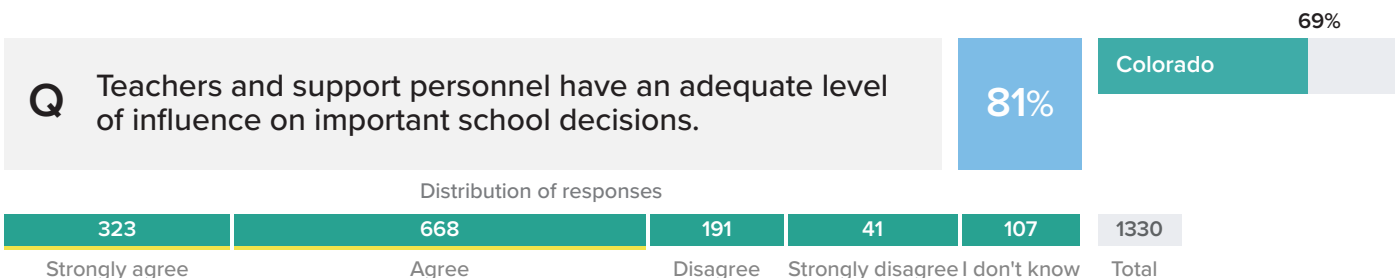 69%
Q Teachers and support personnel have an adequate level
of influence on important school decisions.
81%
Colorado
Distribution of responses
323 668 191 41 107 1330
Strongly agree Agree Disagree Strongly disagree I don't know Total